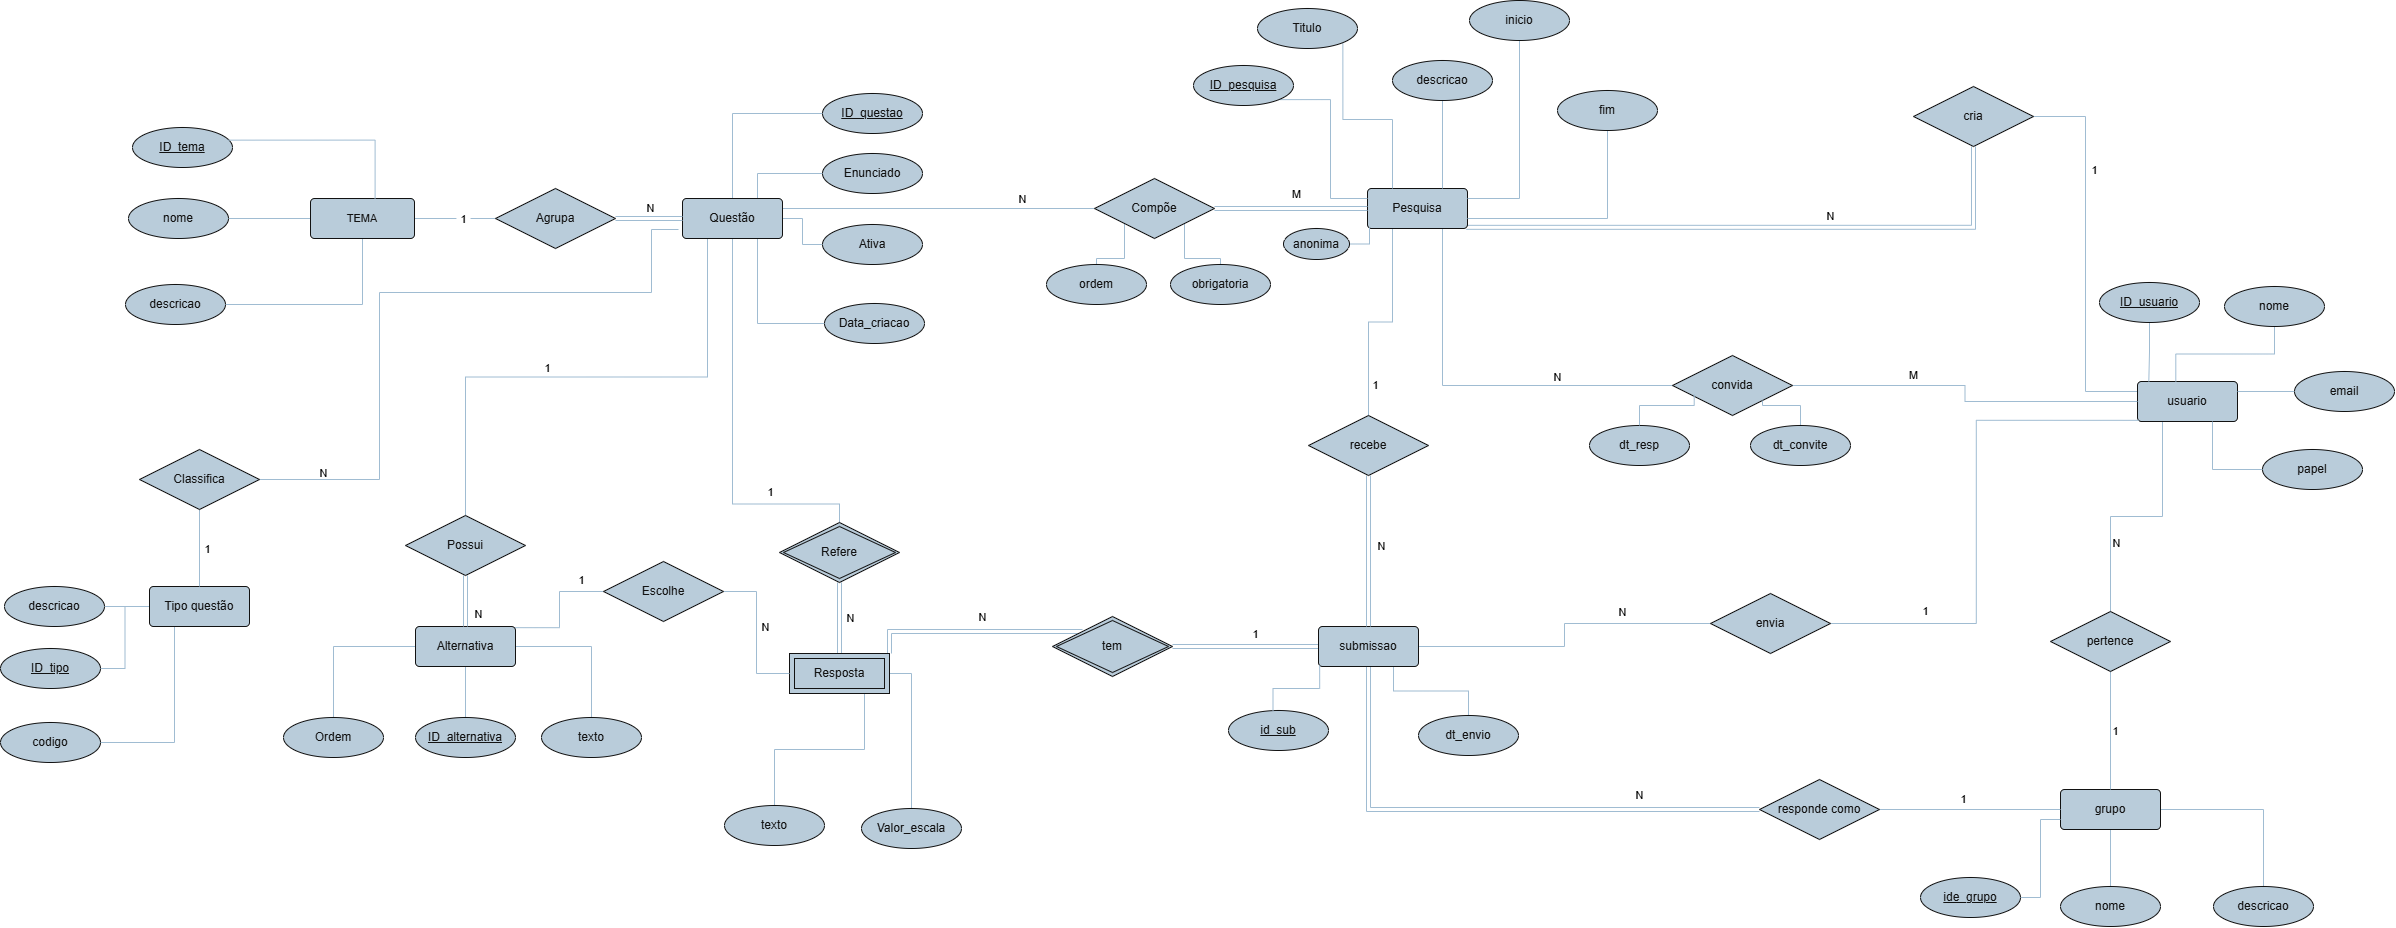 Titulo
inicio
ID_pesquisa
descricao
fim
cria
ID_questao
ID_tema
Enunciado
1
nome
TEMA
1
Agrupa
N
Questão
N
Compõe
M
Pesquisa
N
Ativa
anonima
ordem
obrigatoria
descricao
Data_criacao
ID_usuario
nome
1
1
N
convida
M
usuario
email
dt_resp
dt_convite
recebe
papel
Classifica
N
1
Possui
Refere
N
N
1
1
Escolhe
descricao
Tipo questão
N
N
N
N
tem
1
submissao
N
envia
1
pertence
Alternativa
Resposta
ID_tipo
codigo
Ordem
ID_alternativa
texto
id_sub
dt_envio
1
texto
Valor_escala
N
responde como
1
grupo
ide_grupo
nome
descricao